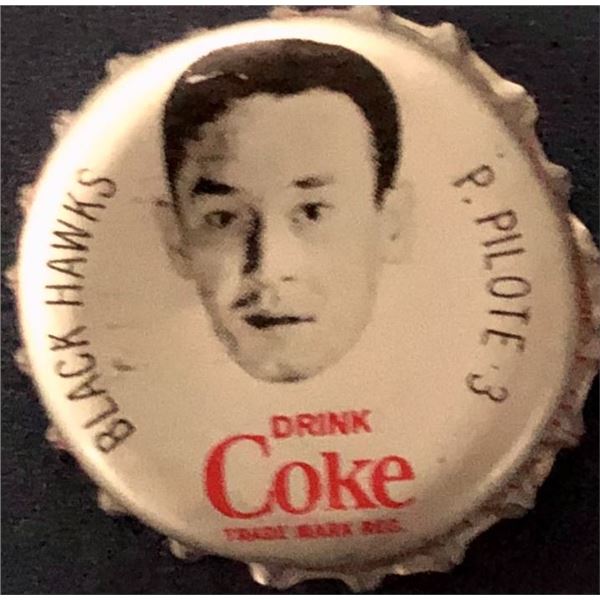 BLACK HAWKS
P. PILOTE 3
DRINK
Coke
TRADE MARK REG.